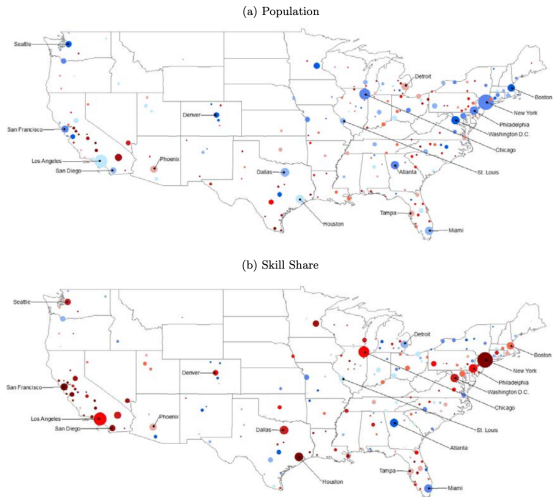 (a) Population
Seattle
Detroit
Boston
Denver
New York
San Francisco
Philadelphia
Washington D.C.
Chicago
Los Angeles
Phoenix
San Diego
Dallas
St. Louis
Atlanta
Tampa
Houston
Miami
(b) Skill Share
Seattle
Detroit
Boston
Denver
New York
San Francisco
Philadelphia
Washington D.C.
Chicago
Los Angeles
Phoenix
San Diego
Dallas
St. Louis
Atlanta
Tampa
Houston
Miami